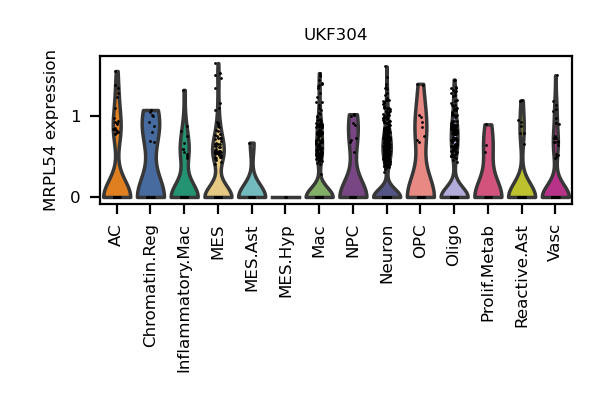 UKF304
MRPL54 expression
1
0
AC
Chromatin.Reg
Inflammatory.Mac
MES
MES.Ast
MES.Hyp
Mac
NPC
Neuron
OPC
Oligo
Prolif.Metab
Reactive.Ast
Vasc